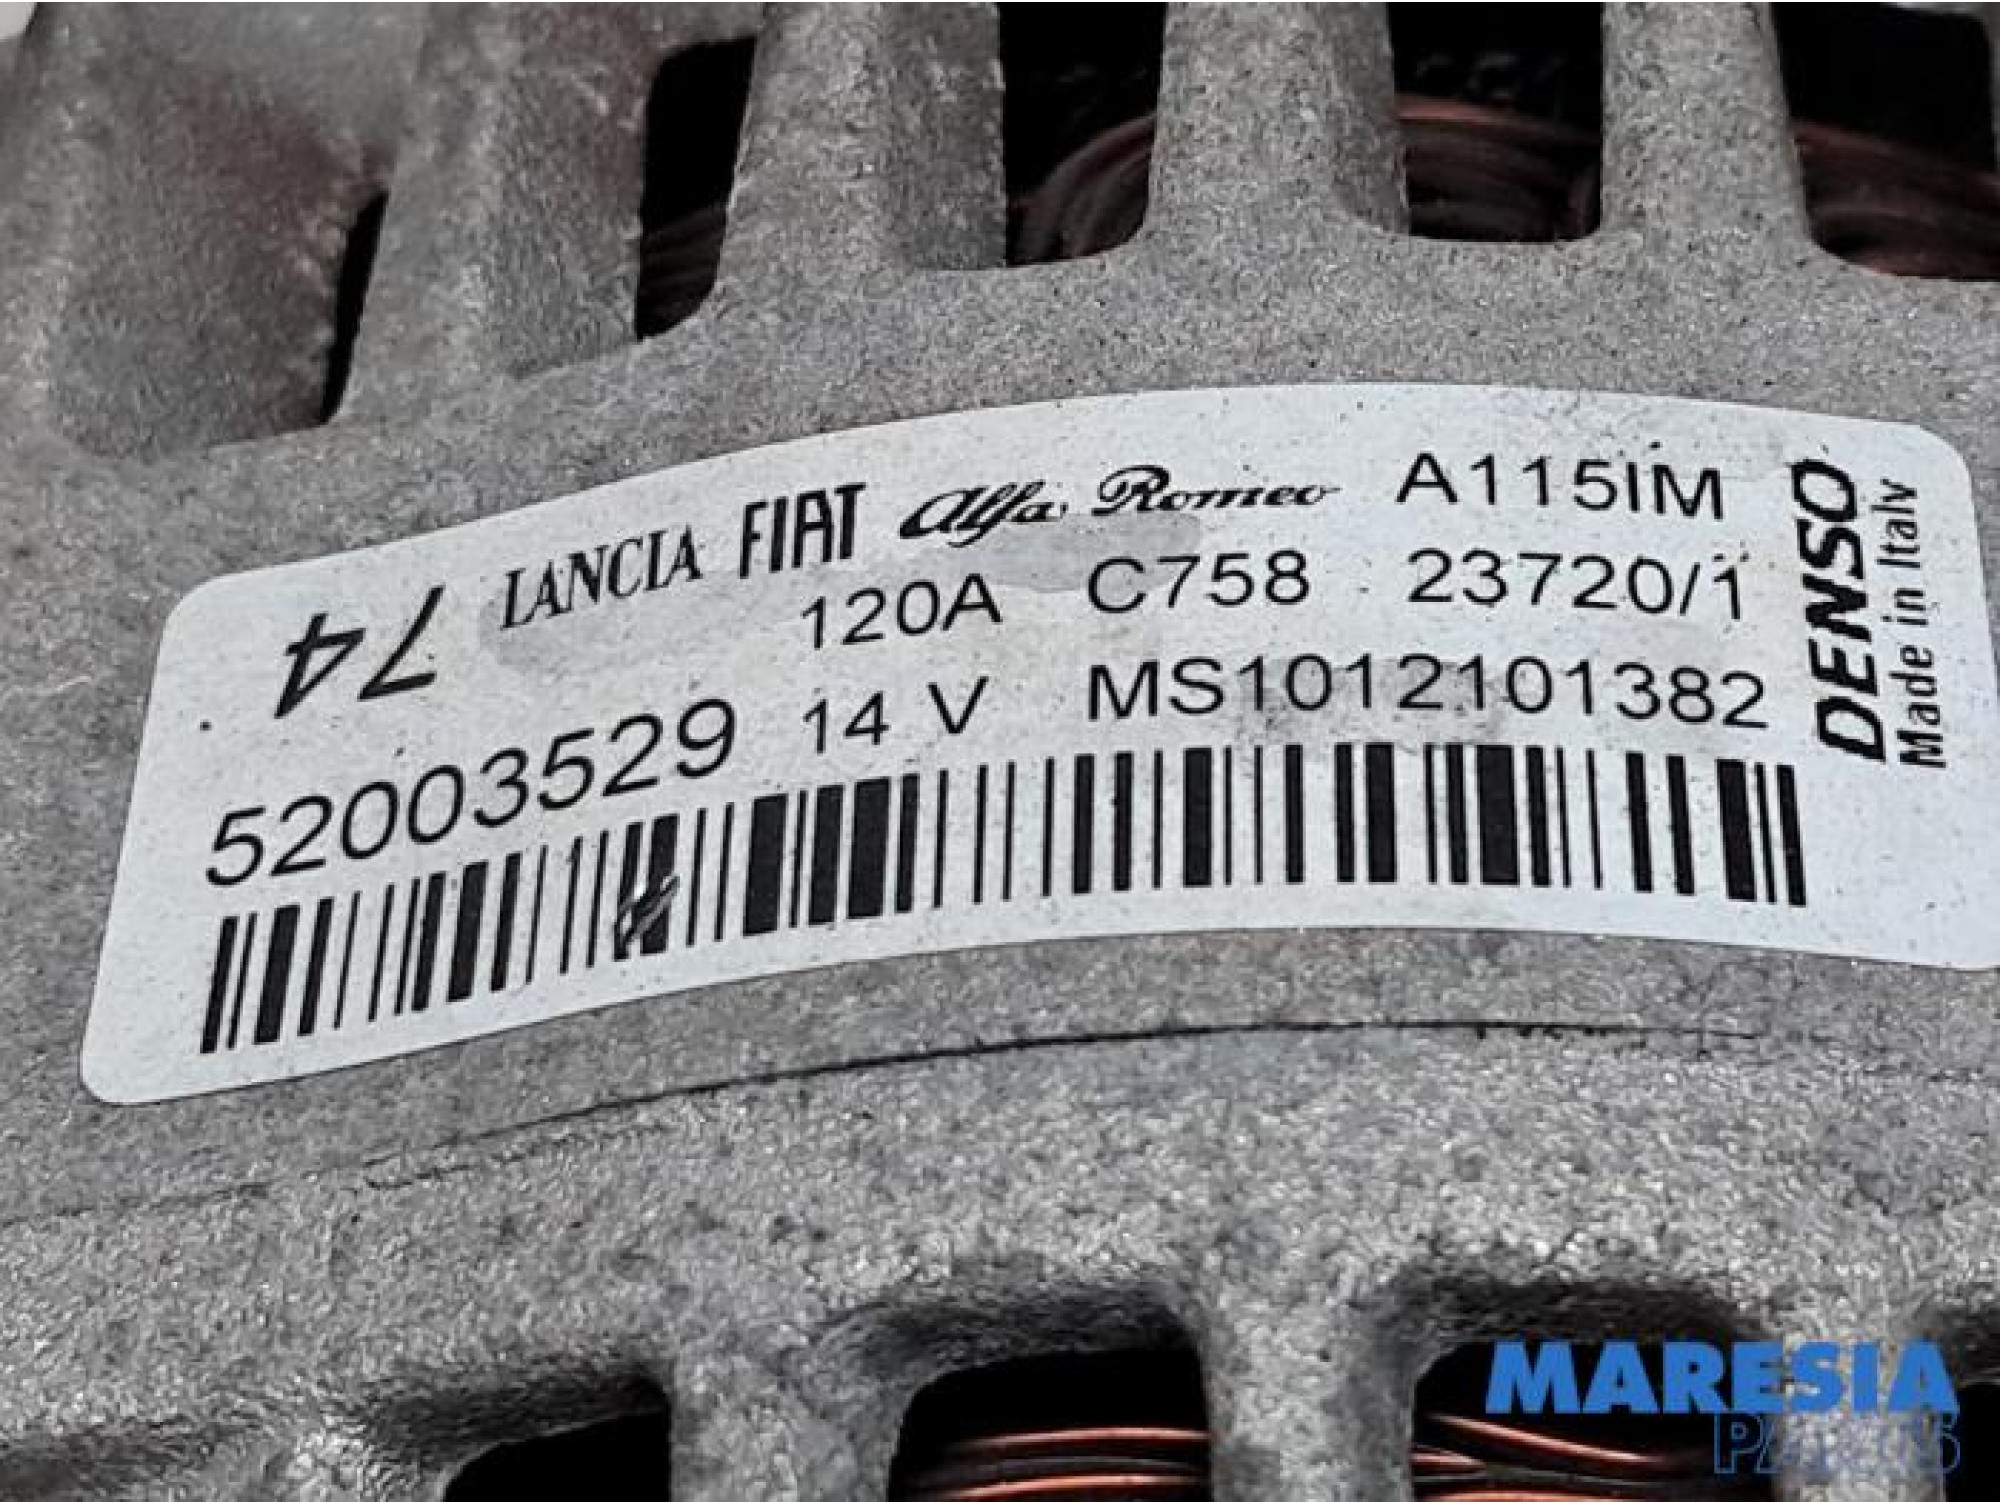 74 LANCIA FIAT Alfa Romeo A115IM
120A C758 23720/1
52003529 14 V MS1012101382
DENSO
Made in Italy
MARESIA
PARTS